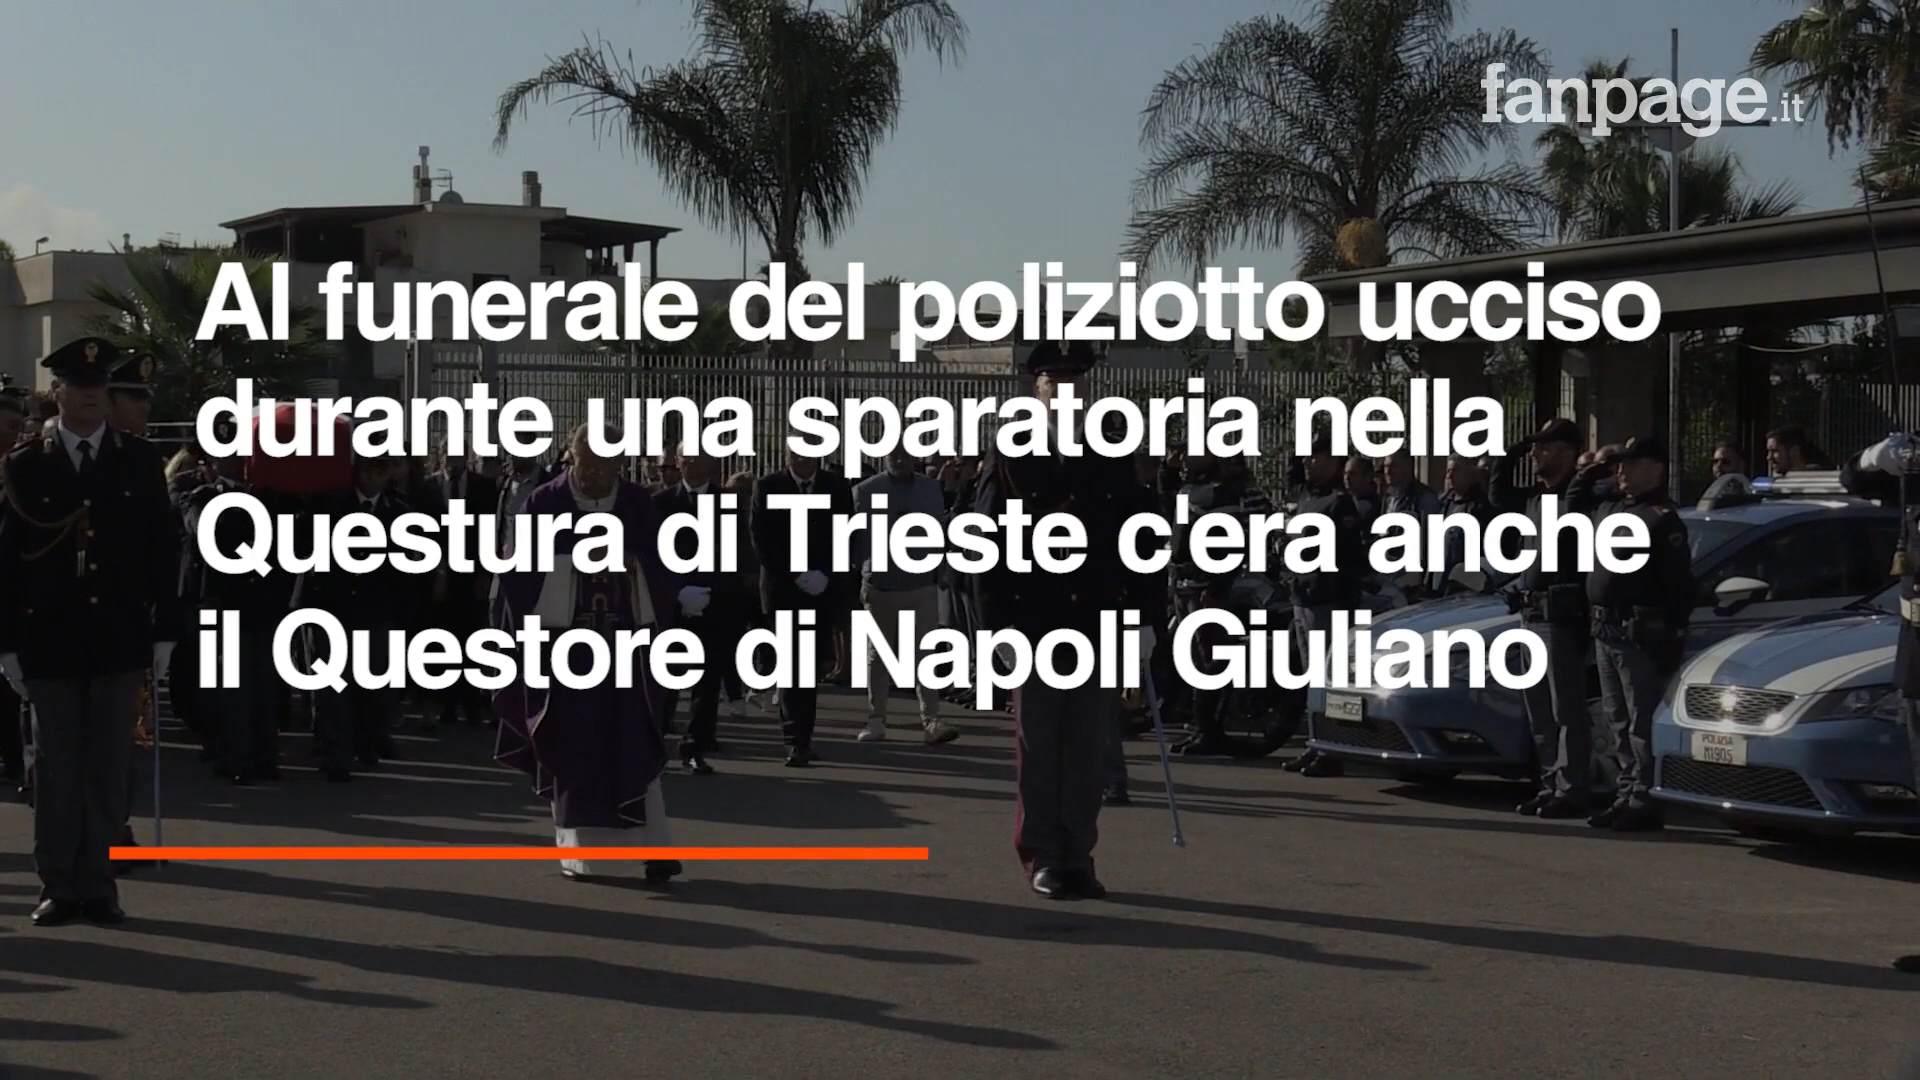 fanpage.it
Al funerale del poliziotto ucciso
durante una sparatoria nella
Questura di Trieste c'era anche
il Questore di Napoli Giuliano
POLIZIA
M1905